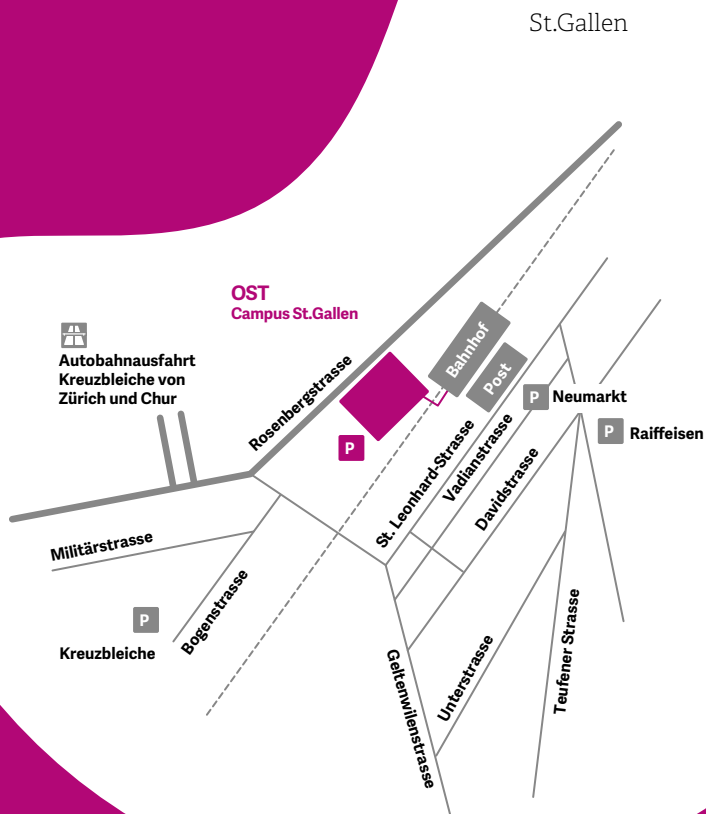 St.Gallen
OST
Campus St.Gallen
Autobahnausfahrt
Kreuzbleiche von
Zürich und Chur
Rosenbergstrasse
Bahnhof
Post
P
Neumarkt
P
Raiffeisen
P
St. Leonhard-Strasse
Vadianstrasse
Davidstrasse
Militärstrasse
Bogenstrasse
P
Kreuzbleiche
Geltenwilenstrasse
Unterstrasse
Teufener Strasse